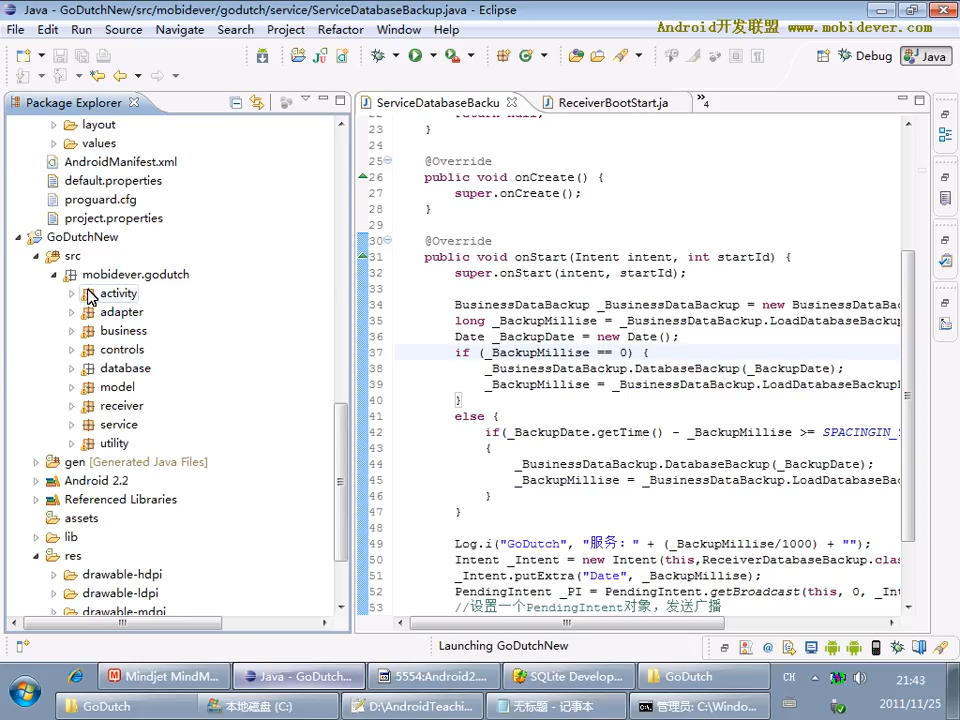 Java - GoDutchNew/src/mobidever/godutch/service/ServiceDatabaseBackup.java - Eclipse
File Edit View Source Navigate Search Project Refactor Window Help
Android开发联盟 www.mobidever.com
Debug Java
Package Explorer
ServiceDatabaseBacku
ReceiverBootStart.ja
»4
layout
values
AndroidManifest.xml
default.properties
proguard.cfg
project.properties
GoDutchNew
src
mobidever.godutch
activity
adapter
business
controls
database
model
receiver
service
utility
gen [Generated Java Files]
Android 2.2
Referenced Libraries
assets
lib
res
drawable-hdpi
drawable-ldpi
drawable-mdpi
22 return null;
23 }
24
25 @Override
26 public void onCreate() {
27 super.onCreate();
28 }
29
30 @Override
31 public void onStart(Intent intent, int startId) {
32 super.onStart(intent, startId);
33
34 BusinessDataBackup _BusinessDataBackup = new BusinessDataBackup
35 long _BackupMillise = _BusinessDataBackup.LoadDatabaseBackup
36 Date _BackupDate = new Date();
37 if (_BackupMillise == 0) {
38 _BusinessDataBackup.DatabaseBackup(_BackupDate);
39 _BackupMillise = _BusinessDataBackup.LoadDatabaseBackup
40 }
41 else {
42 if(_BackupDate.getTime() - _BackupMillise >= SPACINGIN_
43 {
44 _BusinessDataBackup.DatabaseBackup(_BackupDate);
45 _BackupMillise = _BusinessDataBackup.LoadDatabaseBac
46 }
47 }
48
49 Log.i("GoDutch", "服务：" + (_BackupMillise/1000) + "");
50 Intent _Intent = new Intent(this,ReceiverDatabaseBackup.clas
51 _Intent.putExtra("Date", _BackupMillise);
52 PendingIntent _PI = PendingIntent.getBroadcast(this, 0, _Int
53 //设置一个PendingIntent对象，发送广播
Launching GoDutchNew
Mindjet MindM...
Java - GoDutch...
5554:Android2....
SQLite Develop...
GoDutch
CH
21:43
GoDutch
本地磁盘 (C:)
D:\AndroidTeachi...
无标题 - 记事本
管理员: C:\Windo...
2011/11/25